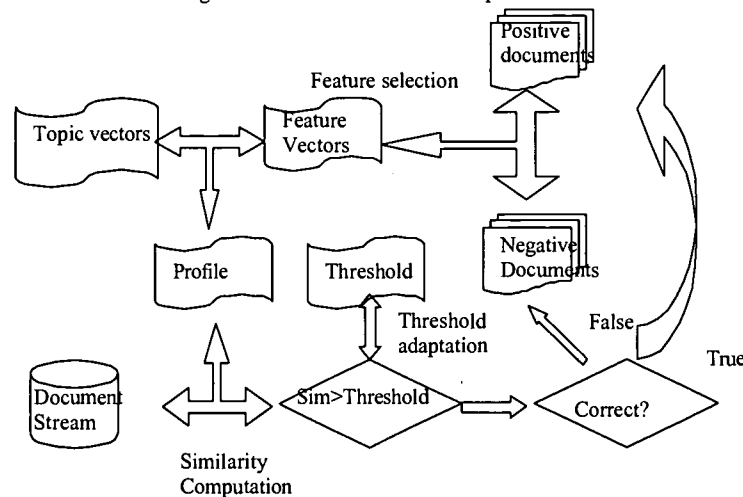 Positive
documents
Feature selection
Topic vectors
Feature
Vectors
Profile
Threshold
Negative
Documents
Threshold
adaptation
False
True
Document
Stream
Sim>Threshold
Correct?
Similarity
Computation